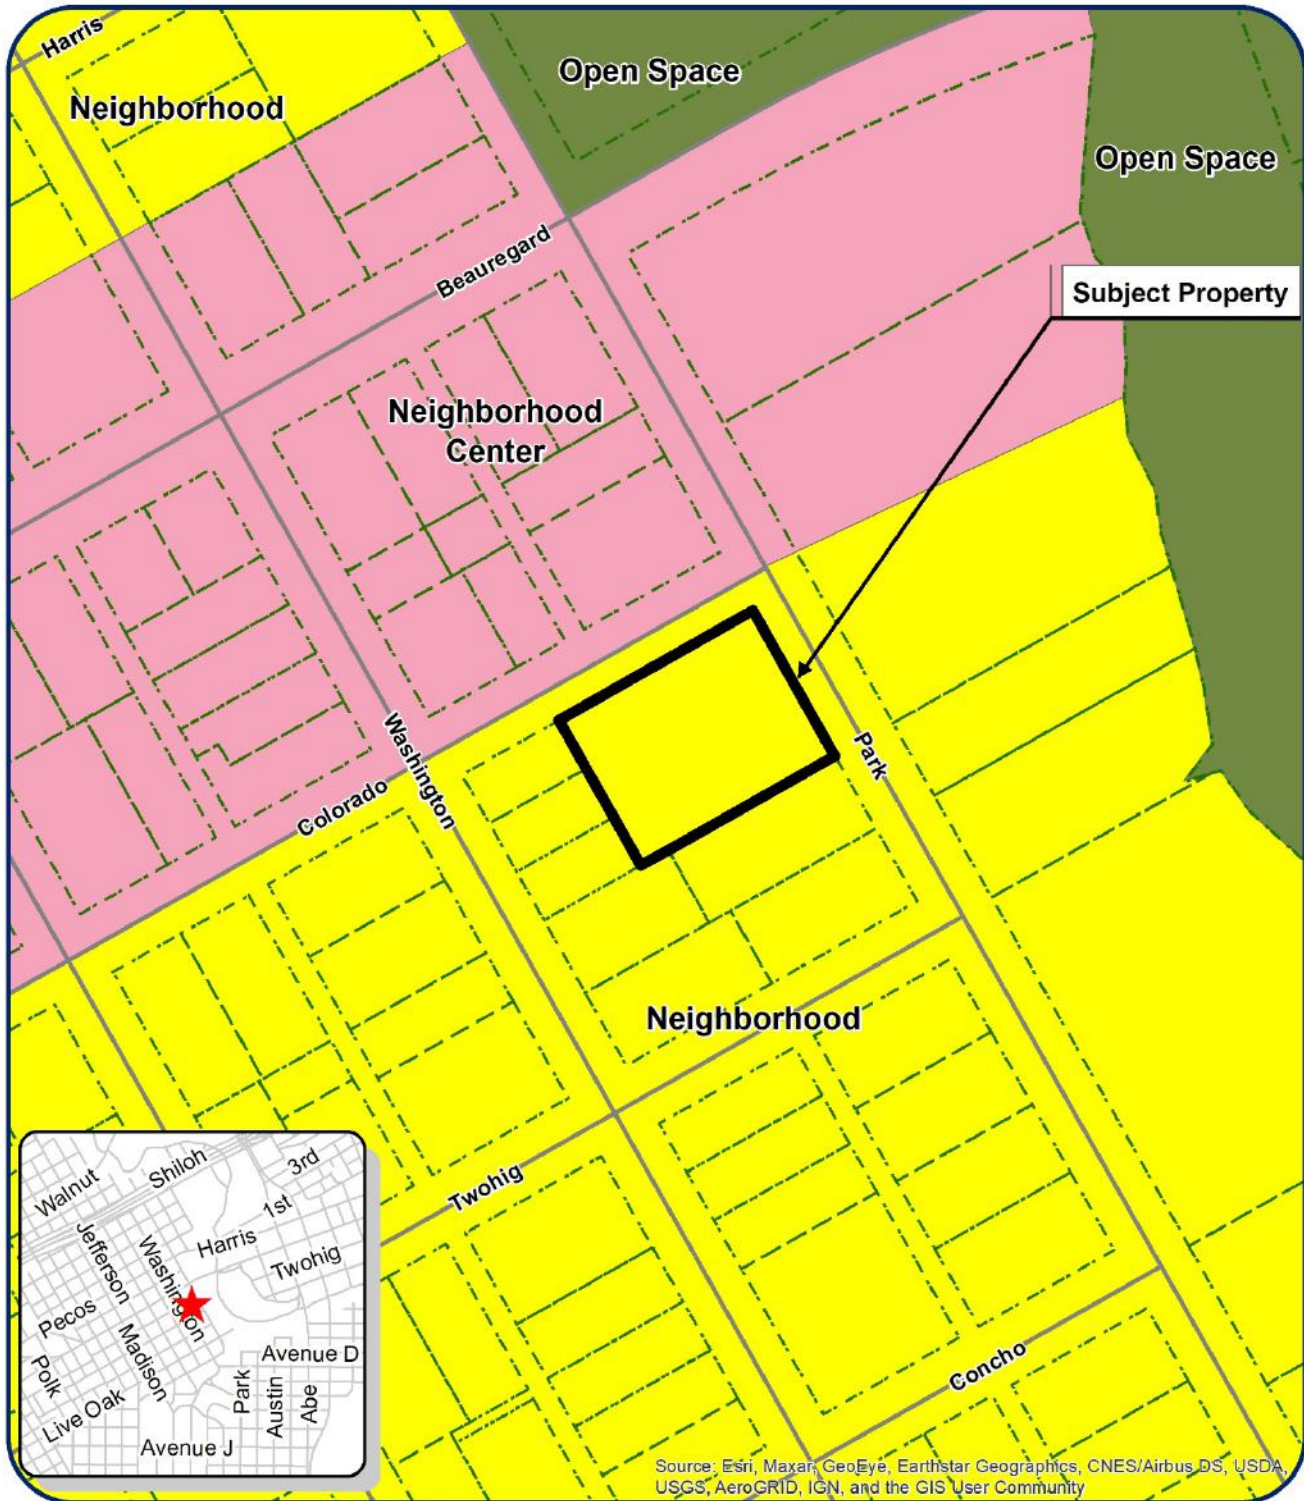 Harris
Neighborhood
Open Space
Open Space
Beauregard
Subject Property
Neighborhood
Center
Washington
Park
Colorado
Neighborhood
Twohig
Concho
Walnut
Shiloh
3rd
1st
Jefferson
Washington
Harris
Twohig
Pecos
Madison
Polk
Avenue D
Live Oak
Park
Austin
Abe
Avenue J
Source: Esri, Maxar, GeoEye, Earthstar Geographics, CNES/Airbus DS, USDA,
USGS, AeroGRID, IGN, and the GIS User Community